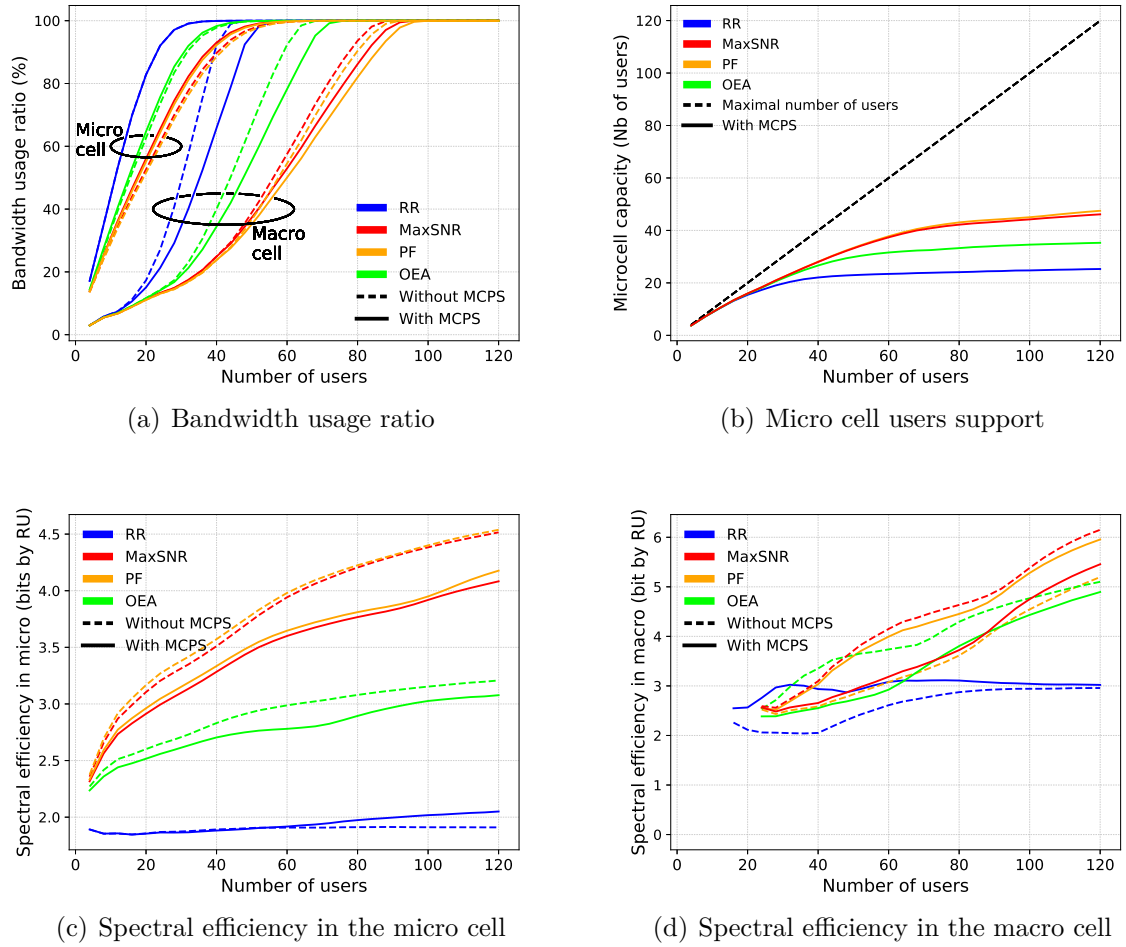 100
80
60
40
20
0
Bandwidth usage ratio (%)
Micro
cell
Macro
cell
RR
MaxSNR
PF
OEA
Without MCPS
With MCPS
0 20 40 60 80 100 120
Number of users
(a) Bandwidth usage ratio
120
100
80
60
40
20
0
Microcell capacity (Nb of users)
RR
MaxSNR
PF
OEA
Maximal number of users
With MCPS
0 20 40 60 80 100 120
Number of users
(b) Micro cell users support
4.5
4.0
3.5
3.0
2.5
2.0
Spectral efficiency in micro (bits by RU)
RR
MaxSNR
PF
OEA
Without MCPS
With MCPS
0 20 40 60 80 100 120
Number of users
(c) Spectral efficiency in the micro cell
6
5
4
3
2
1
0
Spectral efficiency in macro (bit by RU)
RR
MaxSNR
PF
OEA
Without MCPS
With MCPS
0 20 40 60 80 100 120
Number of users
(d) Spectral efficiency in the macro cell